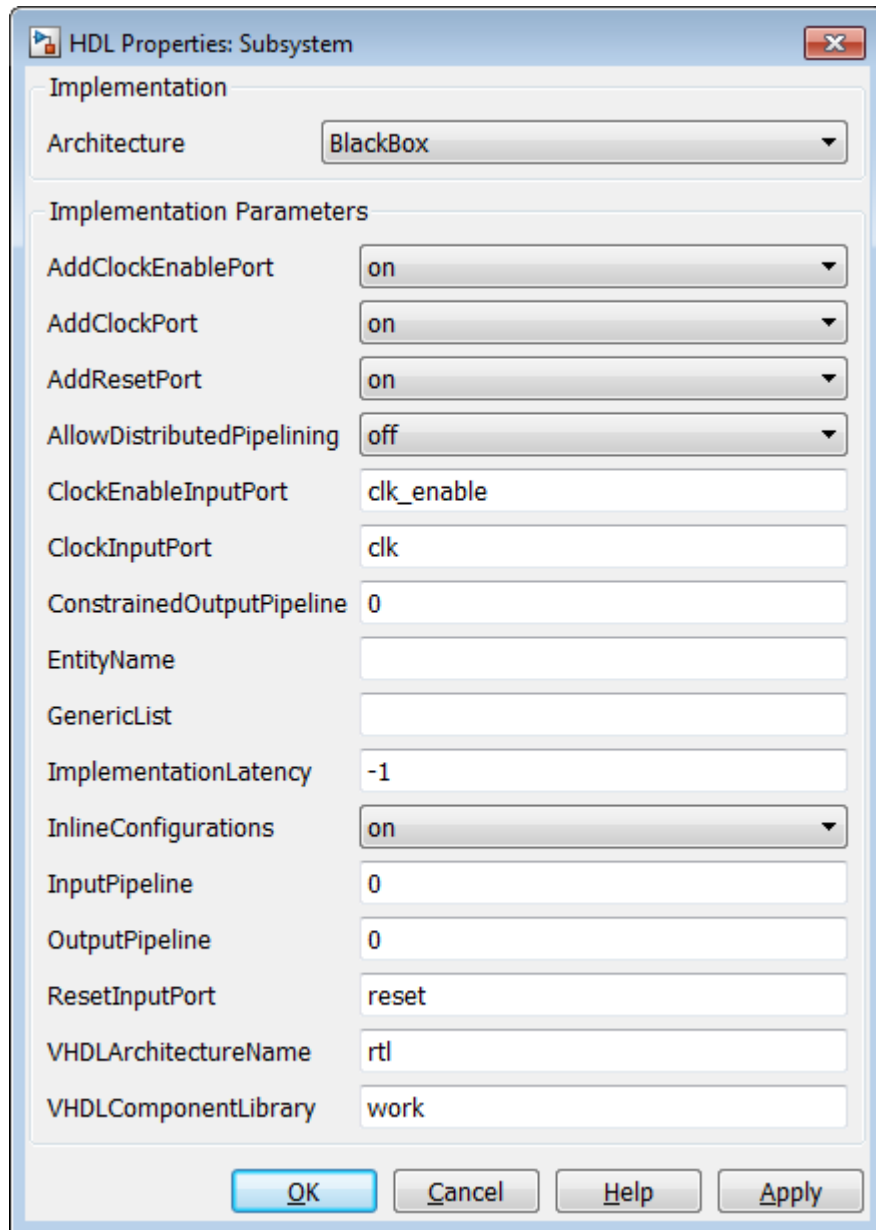 HDL Properties: Subsystem
Implementation
Architecture BlackBox
Implementation Parameters
AddClockEnablePort on
AddClockPort on
AddResetPort on
AllowDistributedPipelining off
ClockEnableInputPort clk_enable
ClockInputPort clk
ConstrainedOutputPipeline 0
EntityName
GenericList
ImplementationLatency -1
InlineConfigurations on
InputPipeline 0
OutputPipeline 0
ResetInputPort reset
VHDLArchitectureName rtl
VHDLComponentLibrary work
OK Cancel Help Apply